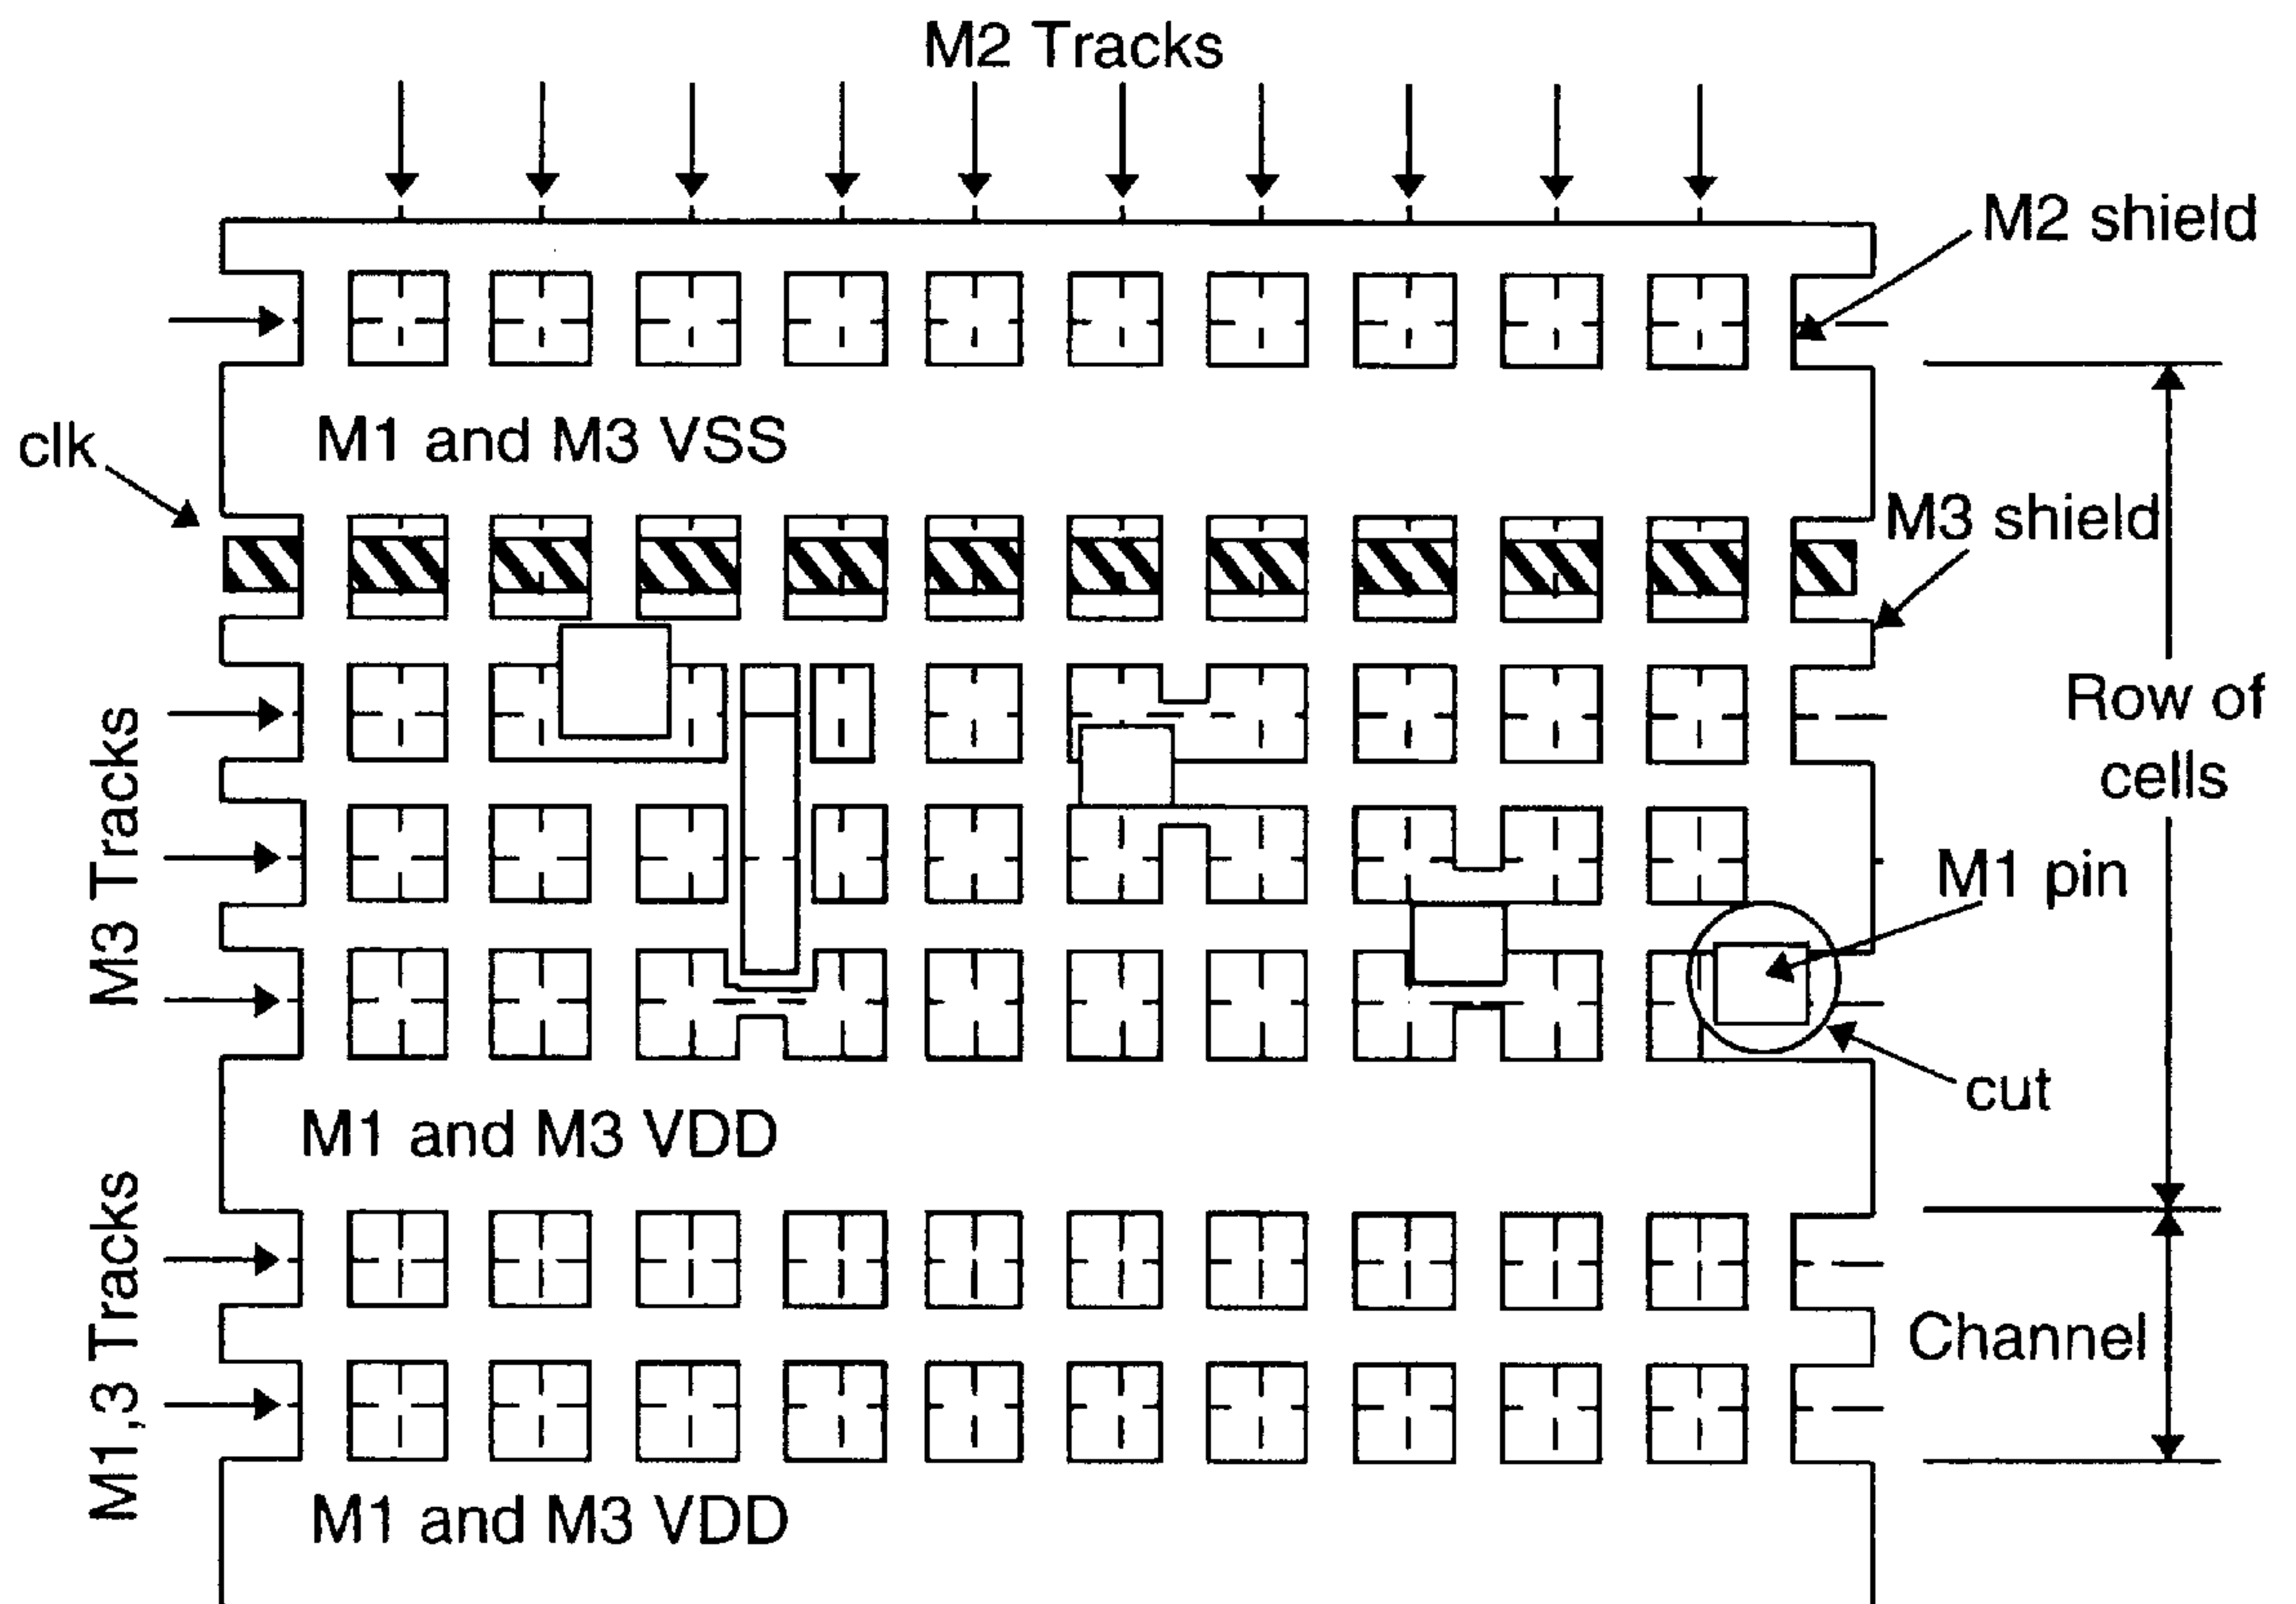 M2 Tracks
M2 shield
M1 and M3 VSS
clk
M3 shield
Row of
cells
M3 Tracks
M1 pin
cut
M1 and M3 VDD
M1,3 Tracks
Channel
M1 and M3 VDD